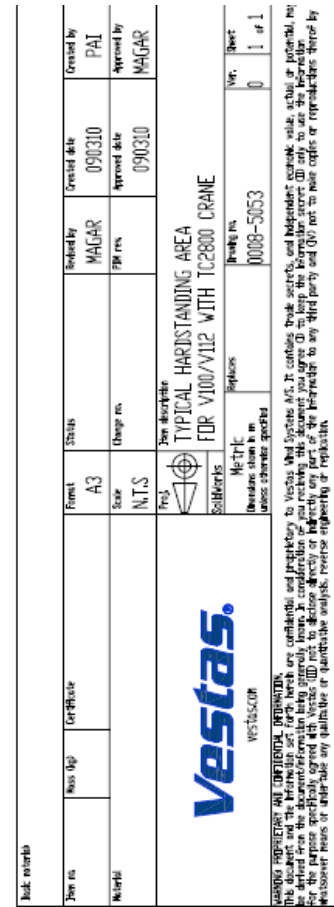 Basic material
Item no. Mass (kg) Certificate Format A3 Status Revised by MAGAR Created date 090310 Created by PAI
Material Scale N.T.S Change no. PDM rev. Approved date 090310 Approved by MAGAR
Vestas.
vestas.com
Proj.
SolidWorks
Item description
TYPICAL HARDSTANDING AREA
FOR V100/V112 WITH TC2800 CRANE
Metric
Dimensions shown in m
unless otherwise specified
Replaces
Drawing no. 0008-5053
Ver. 0
Sheet 1 of 1
WARNING PROPRIETARY AND CONFIDENTIAL INFORMATION.
This document and the information set forth herein are confidential and proprietary to Vestas Wind Systems A/S. It contains trade secrets, and independent economic value, actual or potential, may
be derived from the document/information being generally known. In consideration of you recieving this document you agree (I) to keep the information secret (II) only to use the information
for the purpose specifically agreed with Vestas (III) not to disclose directly or indirectly any part of the information to any third party and (IV) not to make copies or reproductions thereof by
whatsoever means or undertake any qualitative or quantitative analysis, reverse engineering or replication.